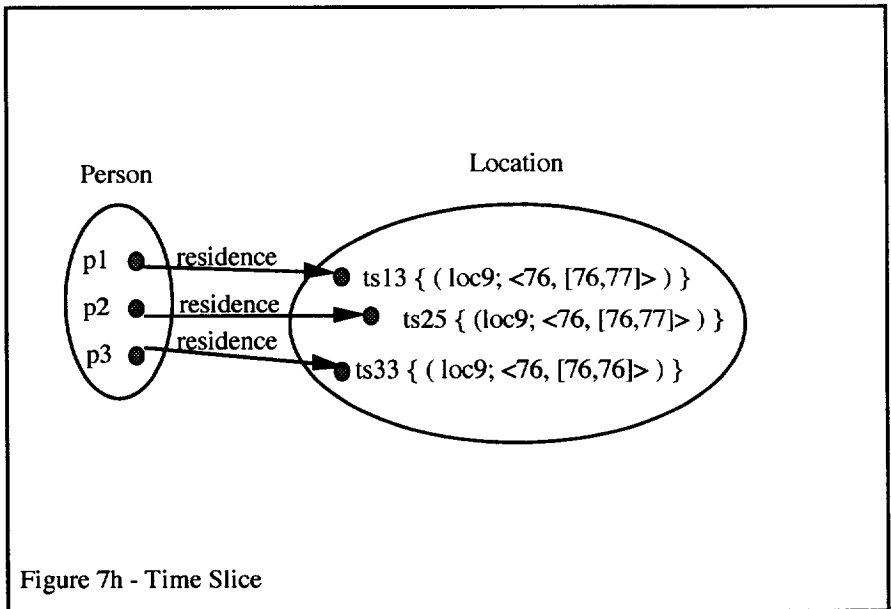 Person
Location
p1
residence
ts13 { ( loc9; <76, [76,77]> ) }
p2
residence
ts25 { (loc9; <76, [76,77]> ) }
p3
residence
ts33 { ( loc9; <76, [76,76]> ) }
Figure 7h - Time Slice